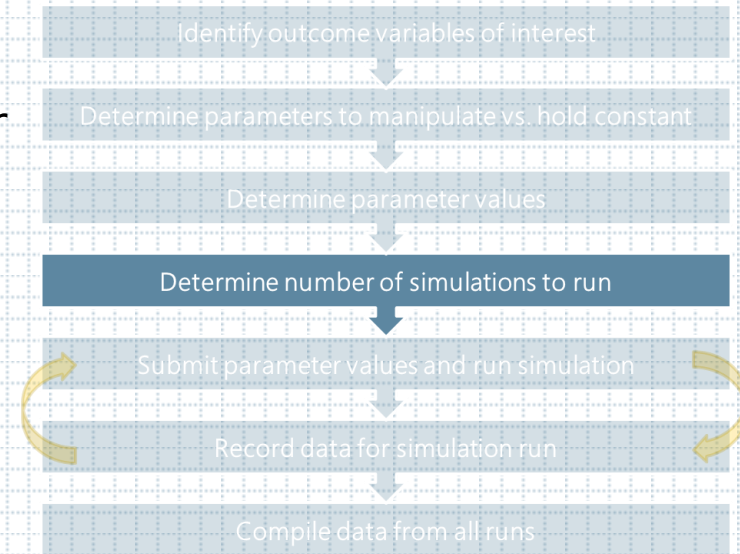 Identify outcome variables of interest
r
Determine parameters to manipulate vs. hold constant
Determine parameter values
Determine number of simulations to run
Submit parameter values and run simulation
Record data for simulation run
Compile data from all runs